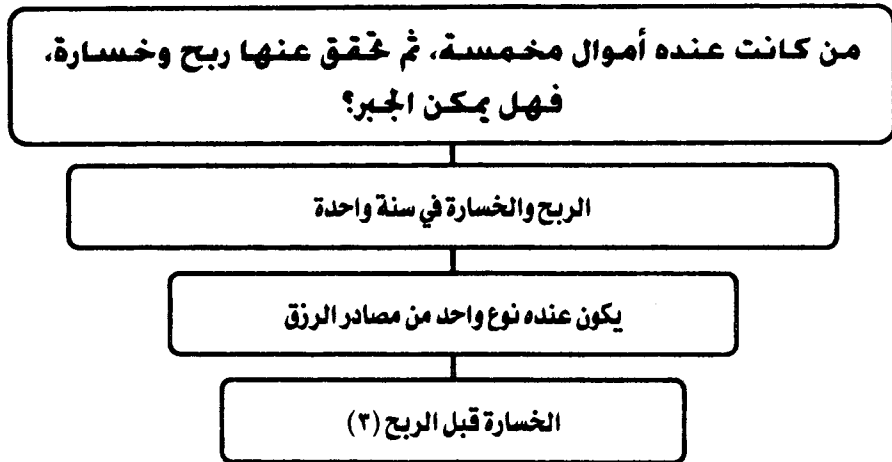 من كانت عنده أموال مخمسة، ثم تحقق عنها ربح وخسارة،
فهل يمكن الجبر؟
الربح والخسارة في سنة واحدة
يكون عنده نوع واحد من مصادر الرزق
الخسارة قبل الربح (٣)